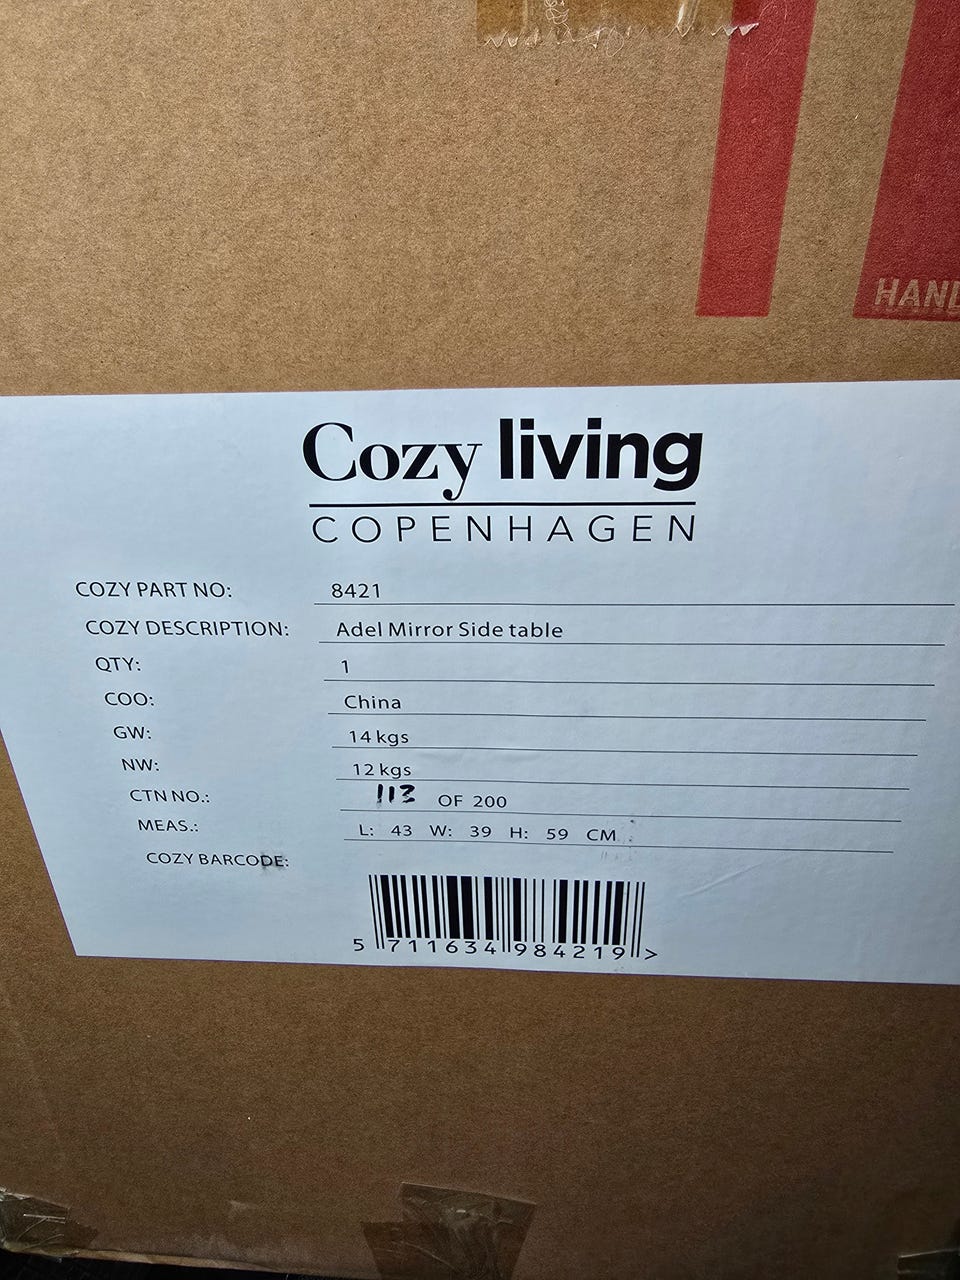 HAND
Cozy living
COPENHAGEN
COZY PART NO: 8421
COZY DESCRIPTION: Adel Mirror Side table
QTY: 1
COO: China
GW: 14 kgs
NW: 12 kgs
CTN NO.: 113 OF 200
MEAS.: L: 43 W: 39 H: 59 CM
COZY BARCODE:
5 711634 984219 >